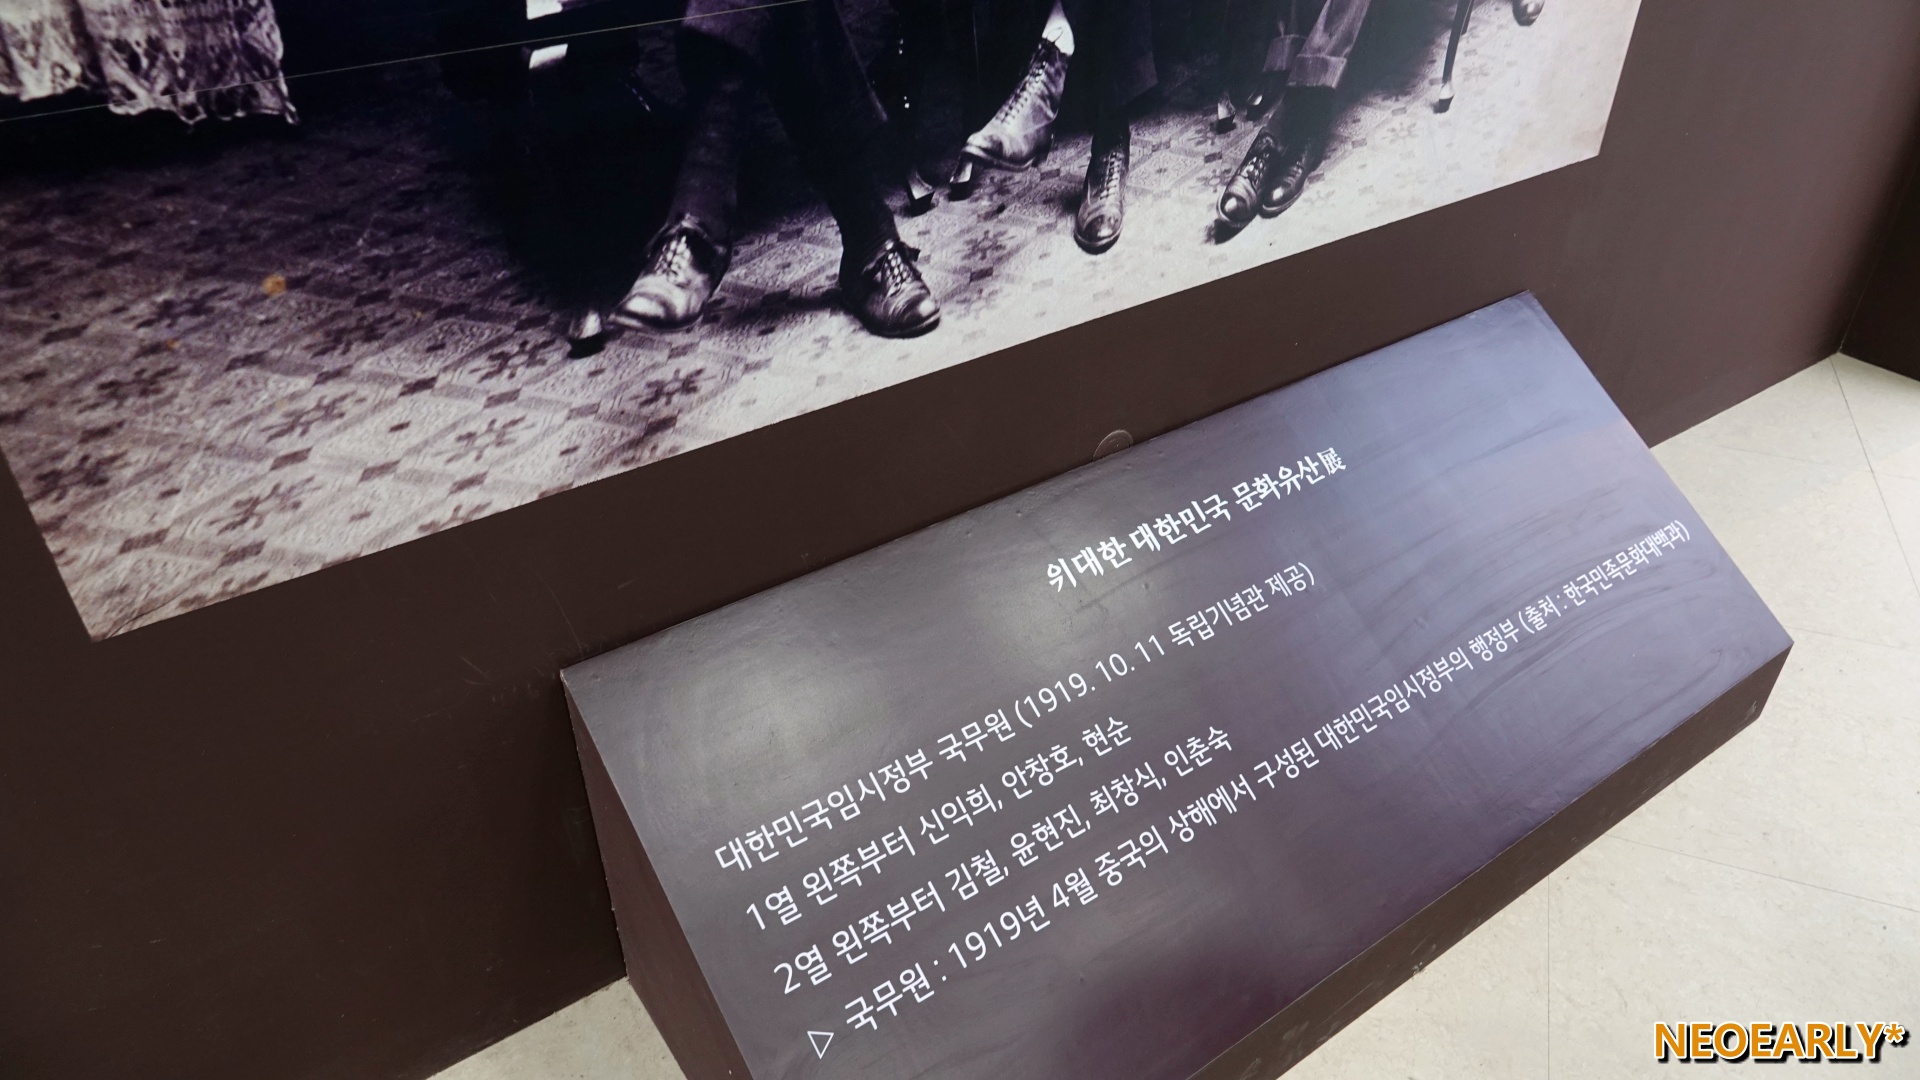 위대한 대한민국 문화유산展
대한민국임시정부 국무원 (1919. 10. 11 독립기념관 제공)
1열 왼쪽부터 신익희, 안창호, 현순
2열 왼쪽부터 김철, 윤현진, 최창식, 인춘숙
▷ 국무원 : 1919년 4월 중국의 상해에서 구성된 대한민국임시정부의 행정부 (출처 : 한국민족문화대백과)
NEOEARLY*